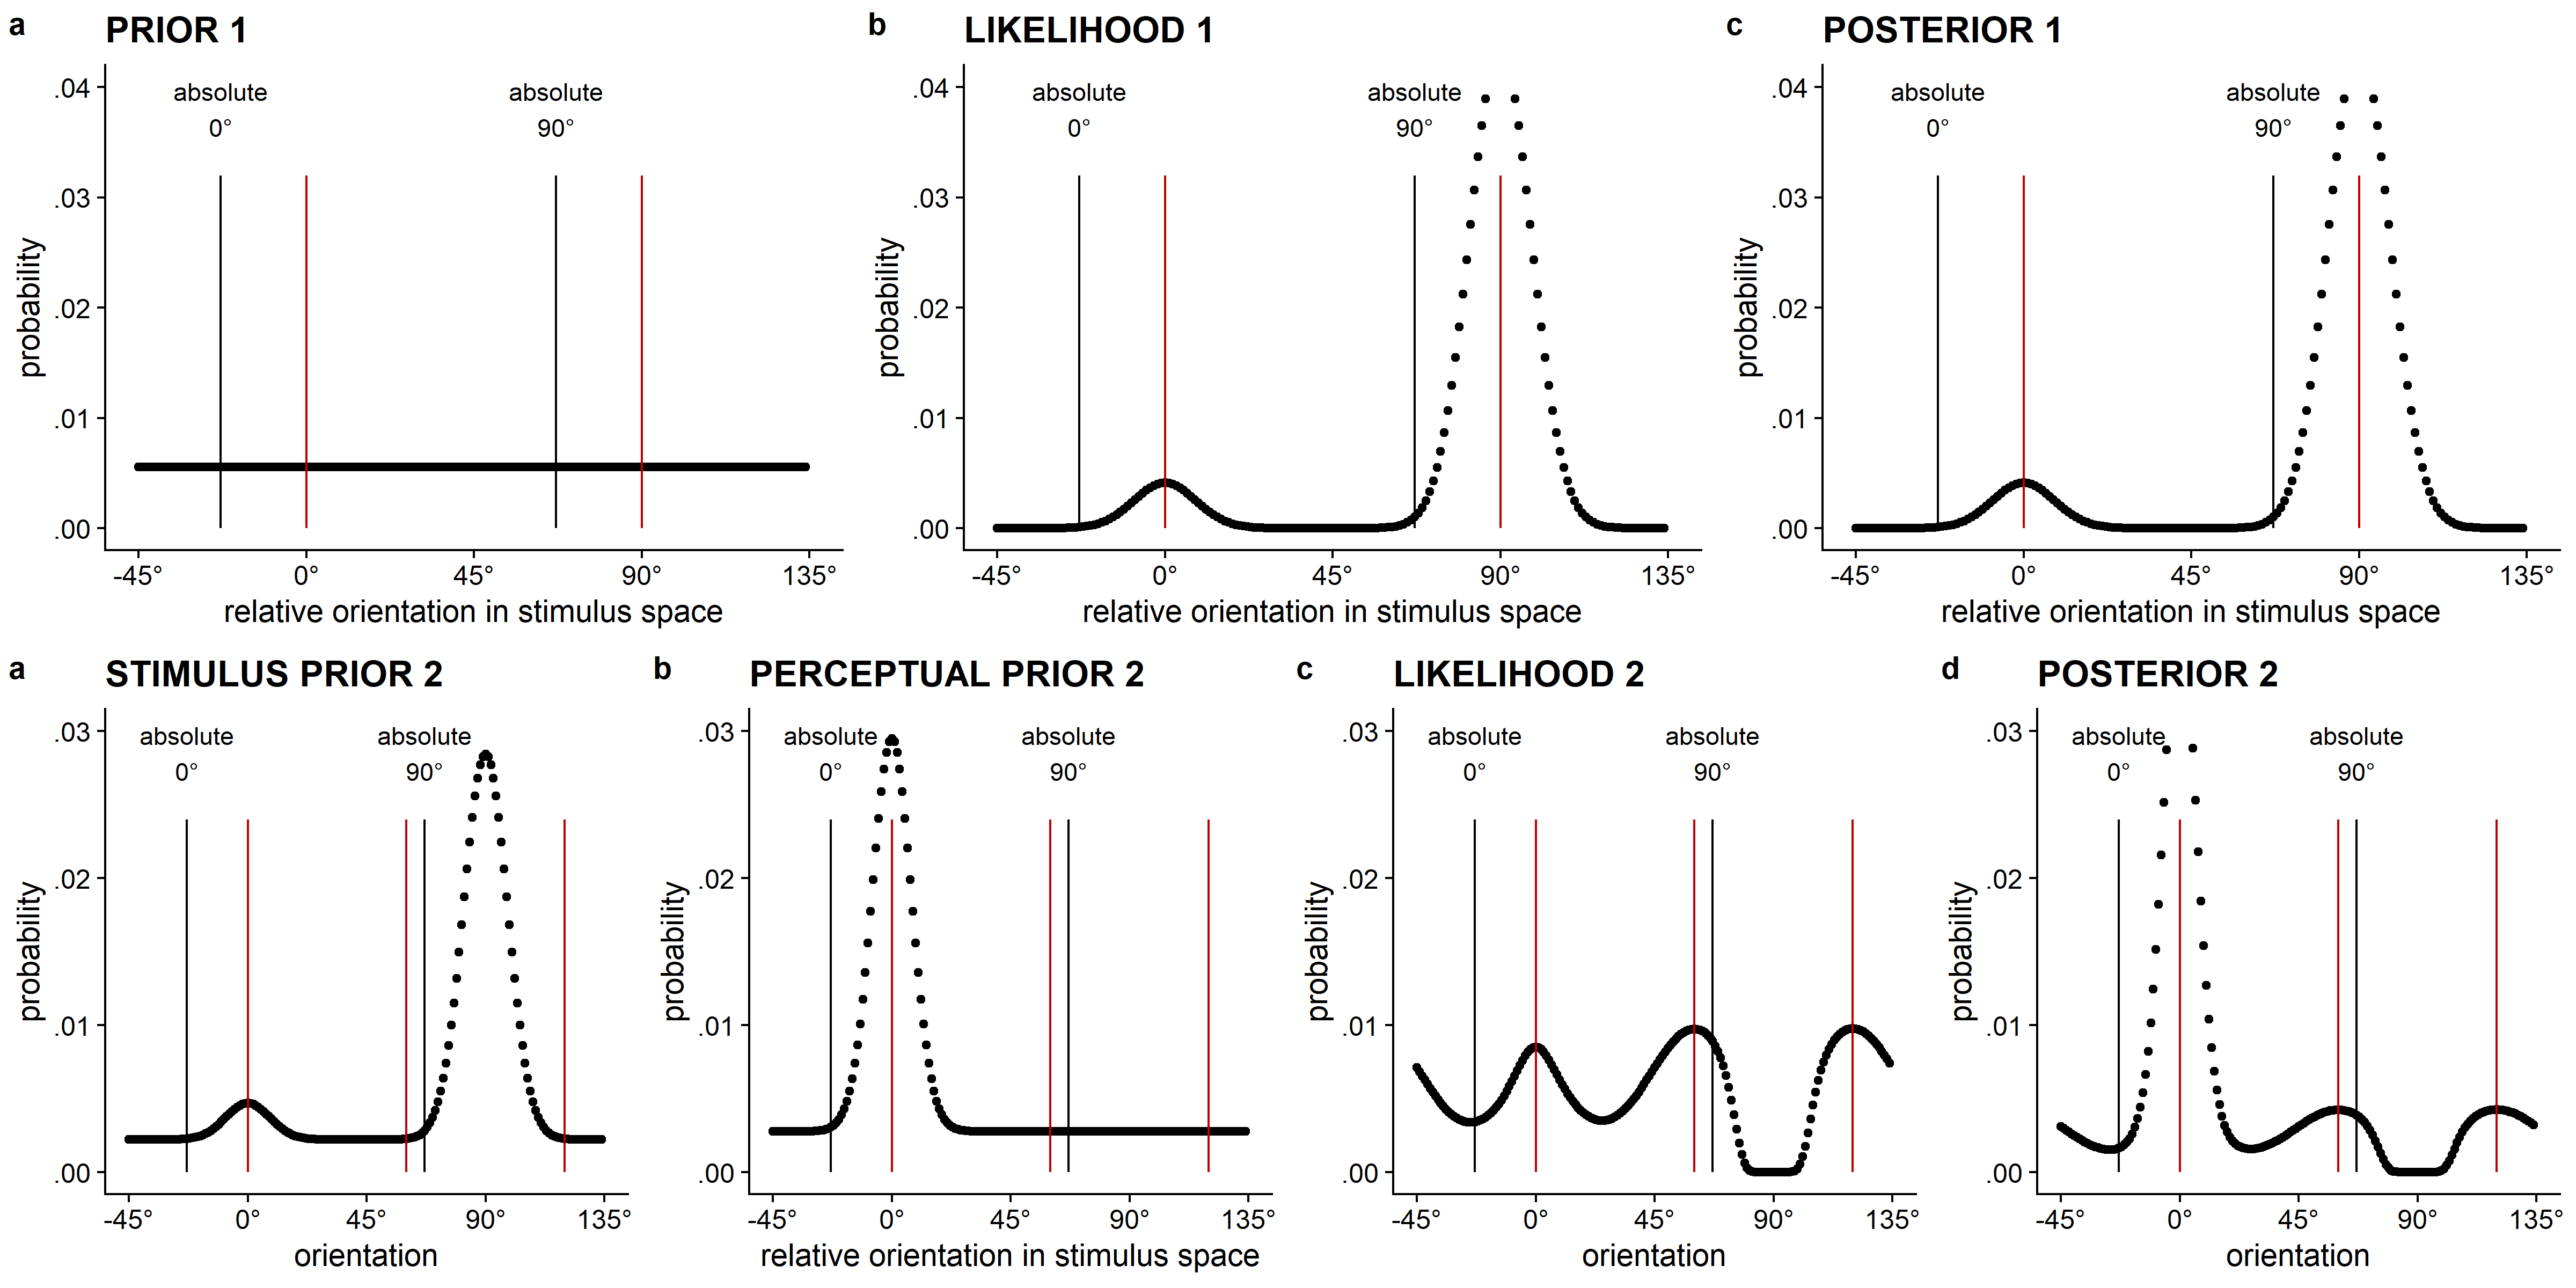 a PRIOR 1
.04
.03
.02
.01
.00
probability
absolute
0°
absolute
90°
-45° 0° 45° 90° 135°
relative orientation in stimulus space
b LIKELIHOOD 1
.04
.03
.02
.01
.00
probability
absolute
0°
absolute
90°
-45° 0° 45° 90° 135°
relative orientation in stimulus space
c POSTERIOR 1
.04
.03
.02
.01
.00
probability
absolute
0°
absolute
90°
-45° 0° 45° 90° 135°
relative orientation in stimulus space
a STIMULUS PRIOR 2
.03
.02
.01
.00
probability
absolute
0°
absolute
90°
-45° 0° 45° 90° 135°
orientation
b PERCEPTUAL PRIOR 2
.03
.02
.01
.00
probability
absolute
0°
absolute
90°
-45° 0° 45° 90° 135°
relative orientation in stimulus space
c LIKELIHOOD 2
.03
.02
.01
.00
probability
absolute
0°
absolute
90°
-45° 0° 45° 90° 135°
orientation
d POSTERIOR 2
.03
.02
.01
.00
probability
absolute
0°
absolute
90°
-45° 0° 45° 90° 135°
orientation